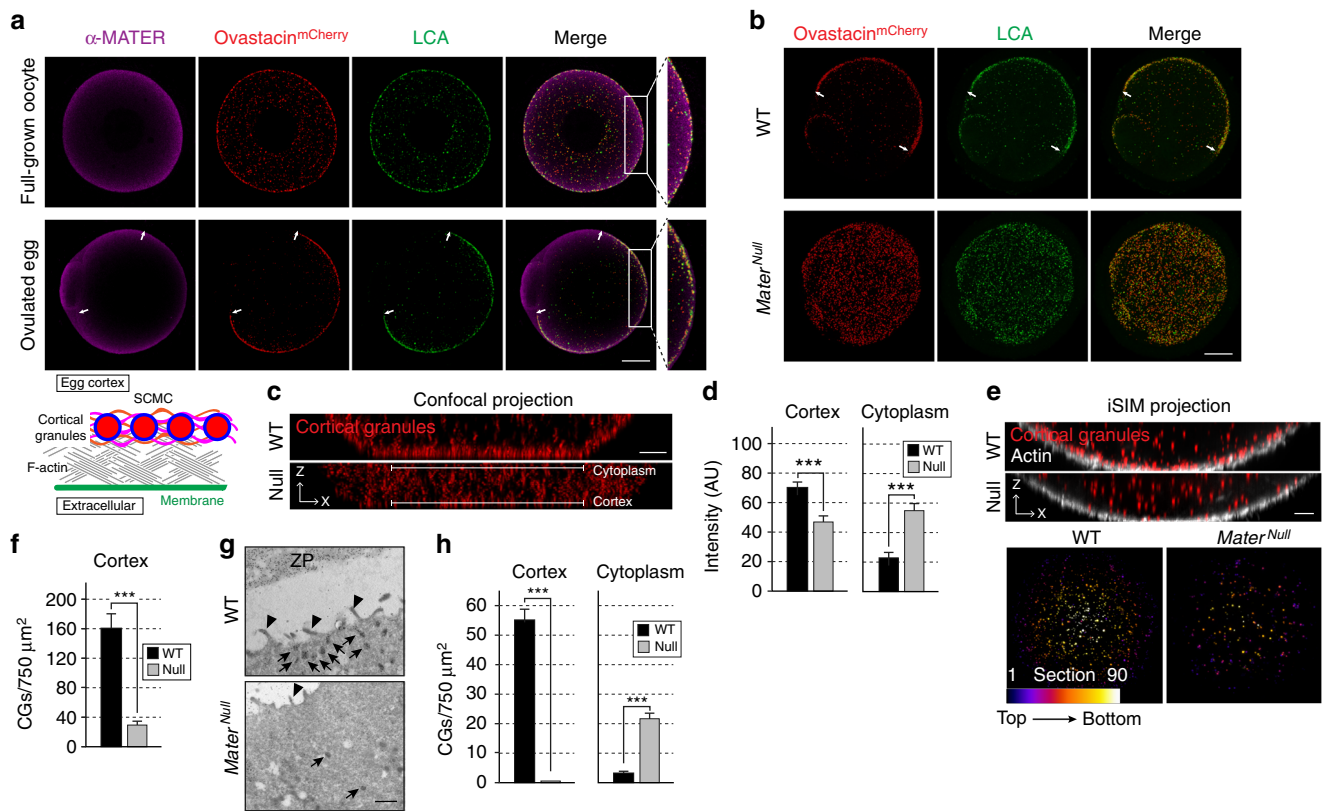 a
α-MATER
Ovastacin^mCherry
LCA
Merge
Full-grown oocyte
Ovulated egg
b
Ovastacin^mCherry
LCA
Merge
WT
Mater^Null
Egg cortex
SCMC
Cortical
granules
F-actin
Extracellular
Membrane
c
Confocal projection
WT
Cortical granules
Null
Z
X
Cytoplasm
Cortex
d
Cortex
Cytoplasm
Intensity (AU)
100
80
60
40
20
0
***
***
WT
Null
e
iSIM projection
WT
Cortical granules
Actin
Null
Z
X
WT
Mater^Null
1 Section 90
Top
Bottom
f
Cortex
CGs/750 μm²
200
160
120
80
40
0
***
WT
Null
g
ZP
WT
Mater^Null
h
Cortex
Cytoplasm
CGs/750 μm²
60
50
40
30
20
10
0
***
***
WT
Null